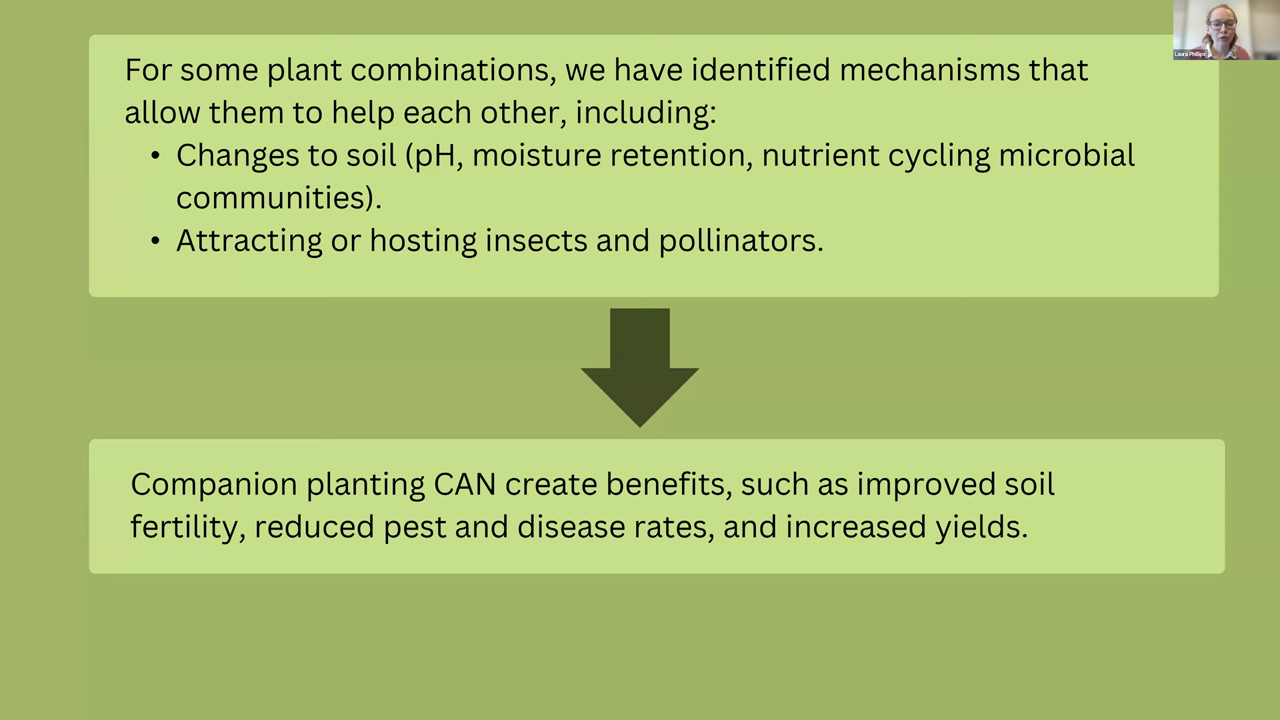 For some plant combinations, we have identified mechanisms that
allow them to help each other, including:
• Changes to soil (pH, moisture retention, nutrient cycling microbial
communities).
• Attracting or hosting insects and pollinators.
Companion planting CAN create benefits, such as improved soil
fertility, reduced pest and disease rates, and increased yields.
Laura Phillips